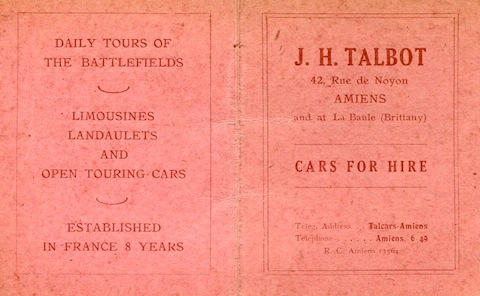 DAILY TOURS OF
THE BATTLEFIELDS
LIMOUSINES
LANDAULETS
AND
OPEN TOURING CARS
ESTABLISHED
IN FRANCE 8 YEARS
J. H. TALBOT
42, Rue de Noyon
AMIENS
and at La Baule (Brittany)
CARS FOR HIRE
Teleg. Address . . Talcars-Amiens
Telephone . . . . . Amiens. 6 49
R. C. Amiens